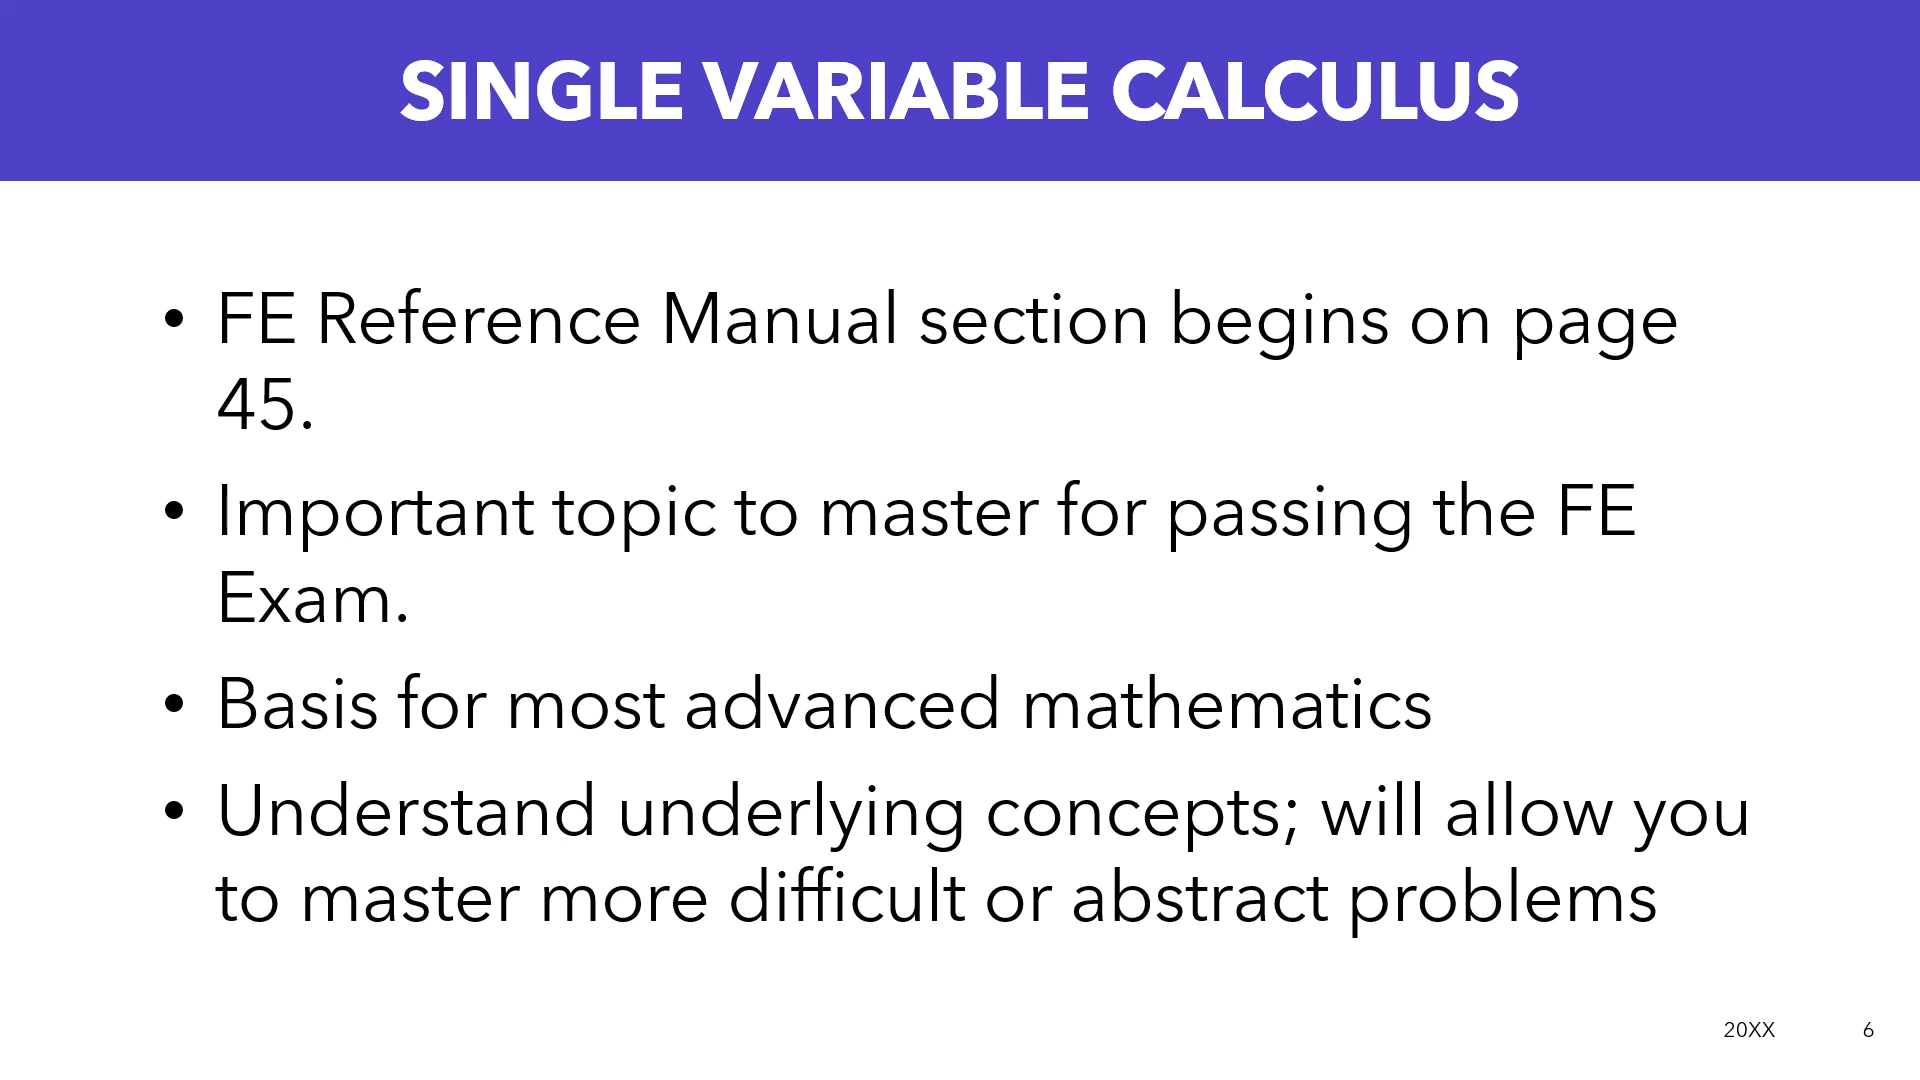 SINGLE VARIABLE CALCULUS
• FE Reference Manual section begins on page
45.
• Important topic to master for passing the FE
Exam.
• Basis for most advanced mathematics
• Understand underlying concepts; will allow you
to master more difficult or abstract problems
20XX 6